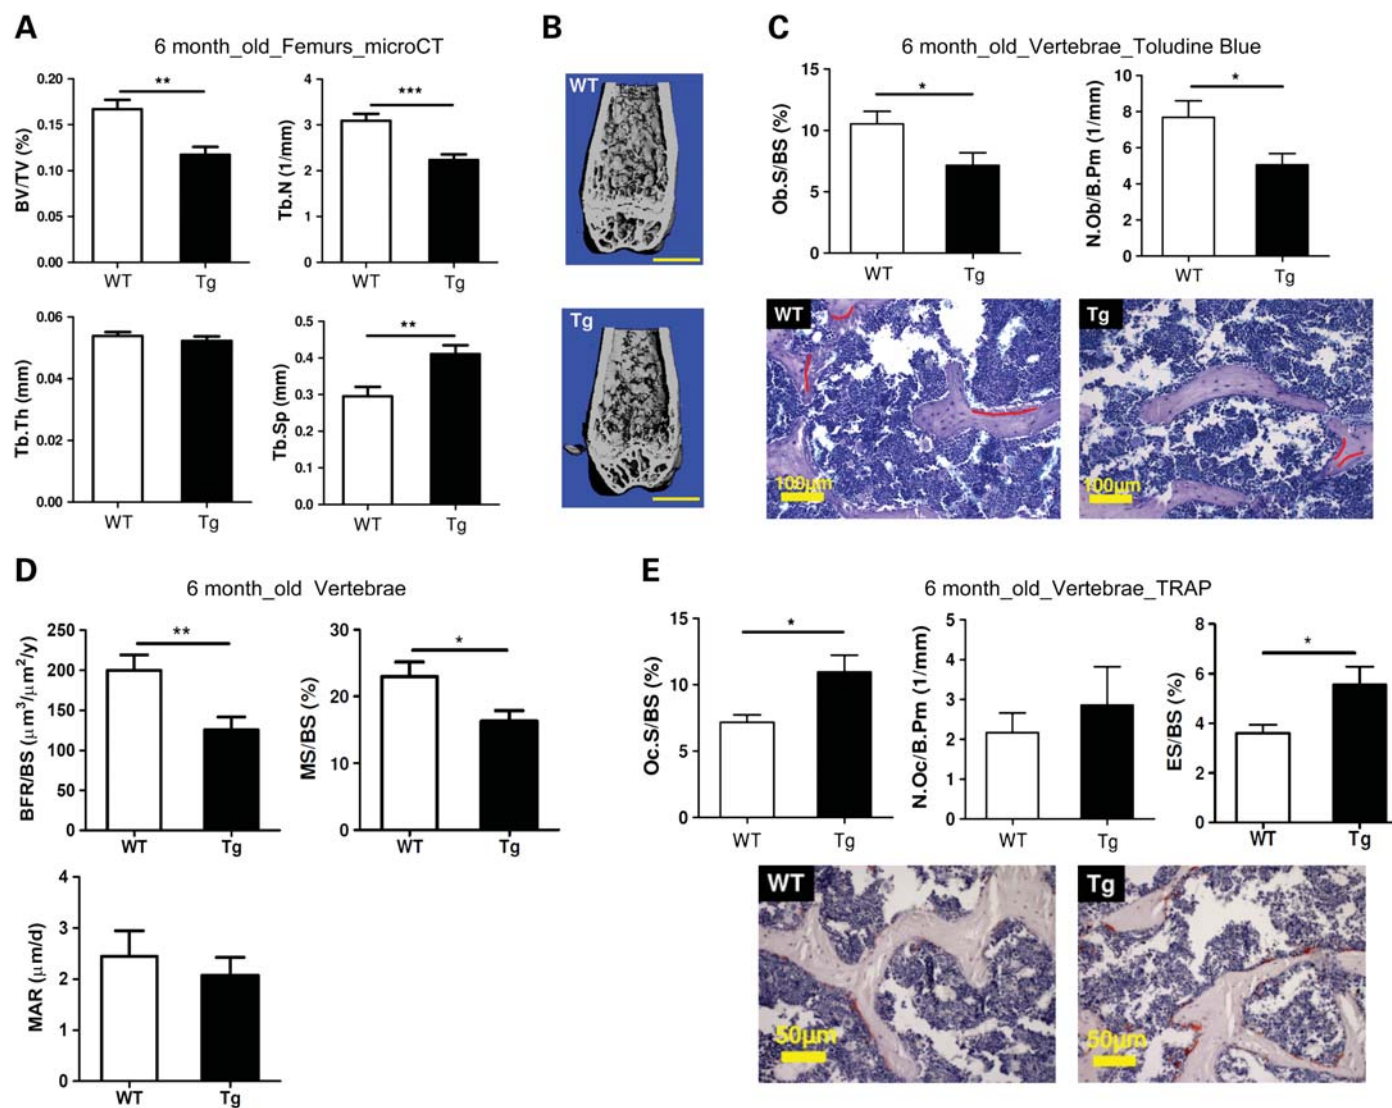 A
6 month_old_Femurs_microCT
BV/TV (%)
0.20
0.15
0.10
0.05
0.00
**
WT
Tg
Tb.N (1/mm)
4
3
2
1
0
***
WT
Tg
Tb.Th (mm)
0.06
0.04
0.02
0.00
WT
Tg
Tb.Sp (mm)
0.5
0.4
0.3
0.2
0.1
0.0
**
WT
Tg
B
WT
Tg
C
6 month_old_Vertebrae_Toludine Blue
Ob.S/BS (%)
15
10
5
0
*
WT
Tg
N.Ob/B.Pm (1/mm)
10
8
6
4
2
0
*
WT
Tg
WT
100µm
Tg
100µm
D
6 month_old Vertebrae
BFR/BS (µm³/µm²/y)
250
200
150
100
50
0
**
WT
Tg
MS/BS (%)
30
20
10
0
*
WT
Tg
MAR (µm/d)
4
3
2
1
0
WT
Tg
E
6 month_old_Vertebrae_TRAP
Oc.S/BS (%)
15
10
5
0
*
WT
Tg
N.Oc/B.Pm (1/mm)
5
4
3
2
1
0
WT
Tg
ES/BS (%)
8
6
4
2
0
*
WT
Tg
WT
50µm
Tg
50µm